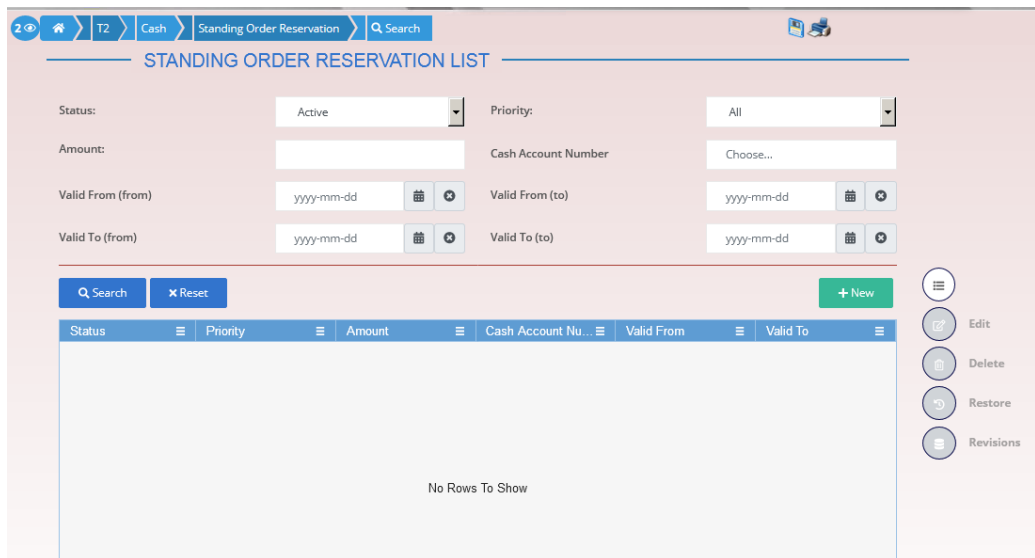 2 T2 Cash Standing Order Reservation Search
STANDING ORDER RESERVATION LIST
Status: Active Priority: All
Amount: Cash Account Number Choose...
Valid From (from) yyyy-mm-dd Valid From (to) yyyy-mm-dd
Valid To (from) yyyy-mm-dd Valid To (to) yyyy-mm-dd
Search Reset + New
Status Priority Amount Cash Account Nu... Valid From Valid To
Edit
Delete
Restore
Revisions
No Rows To Show